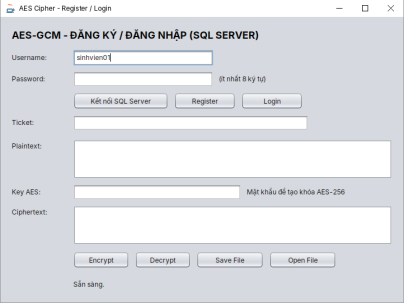 AES Cipher - Register / Login
AES-GCM - ĐĂNG KÝ / ĐĂNG NHẬP (SQL SERVER)
Username: sinhvien01
Password: (ít nhất 8 ký tự)
Kết nối SQL Server Register Login
Ticket:
Plaintext:
Key AES: Mật khẩu để tạo khóa AES-256
Ciphertext:
Encrypt Decrypt Save File Open File
Sẵn sàng.